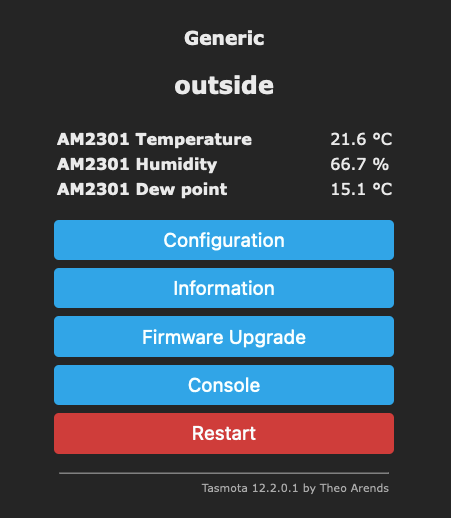 Generic
outside
AM2301 Temperature 21.6 °C
AM2301 Humidity 66.7 %
AM2301 Dew point 15.1 °C
Configuration
Information
Firmware Upgrade
Console
Restart
Tasmota 12.2.0.1 by Theo Arends